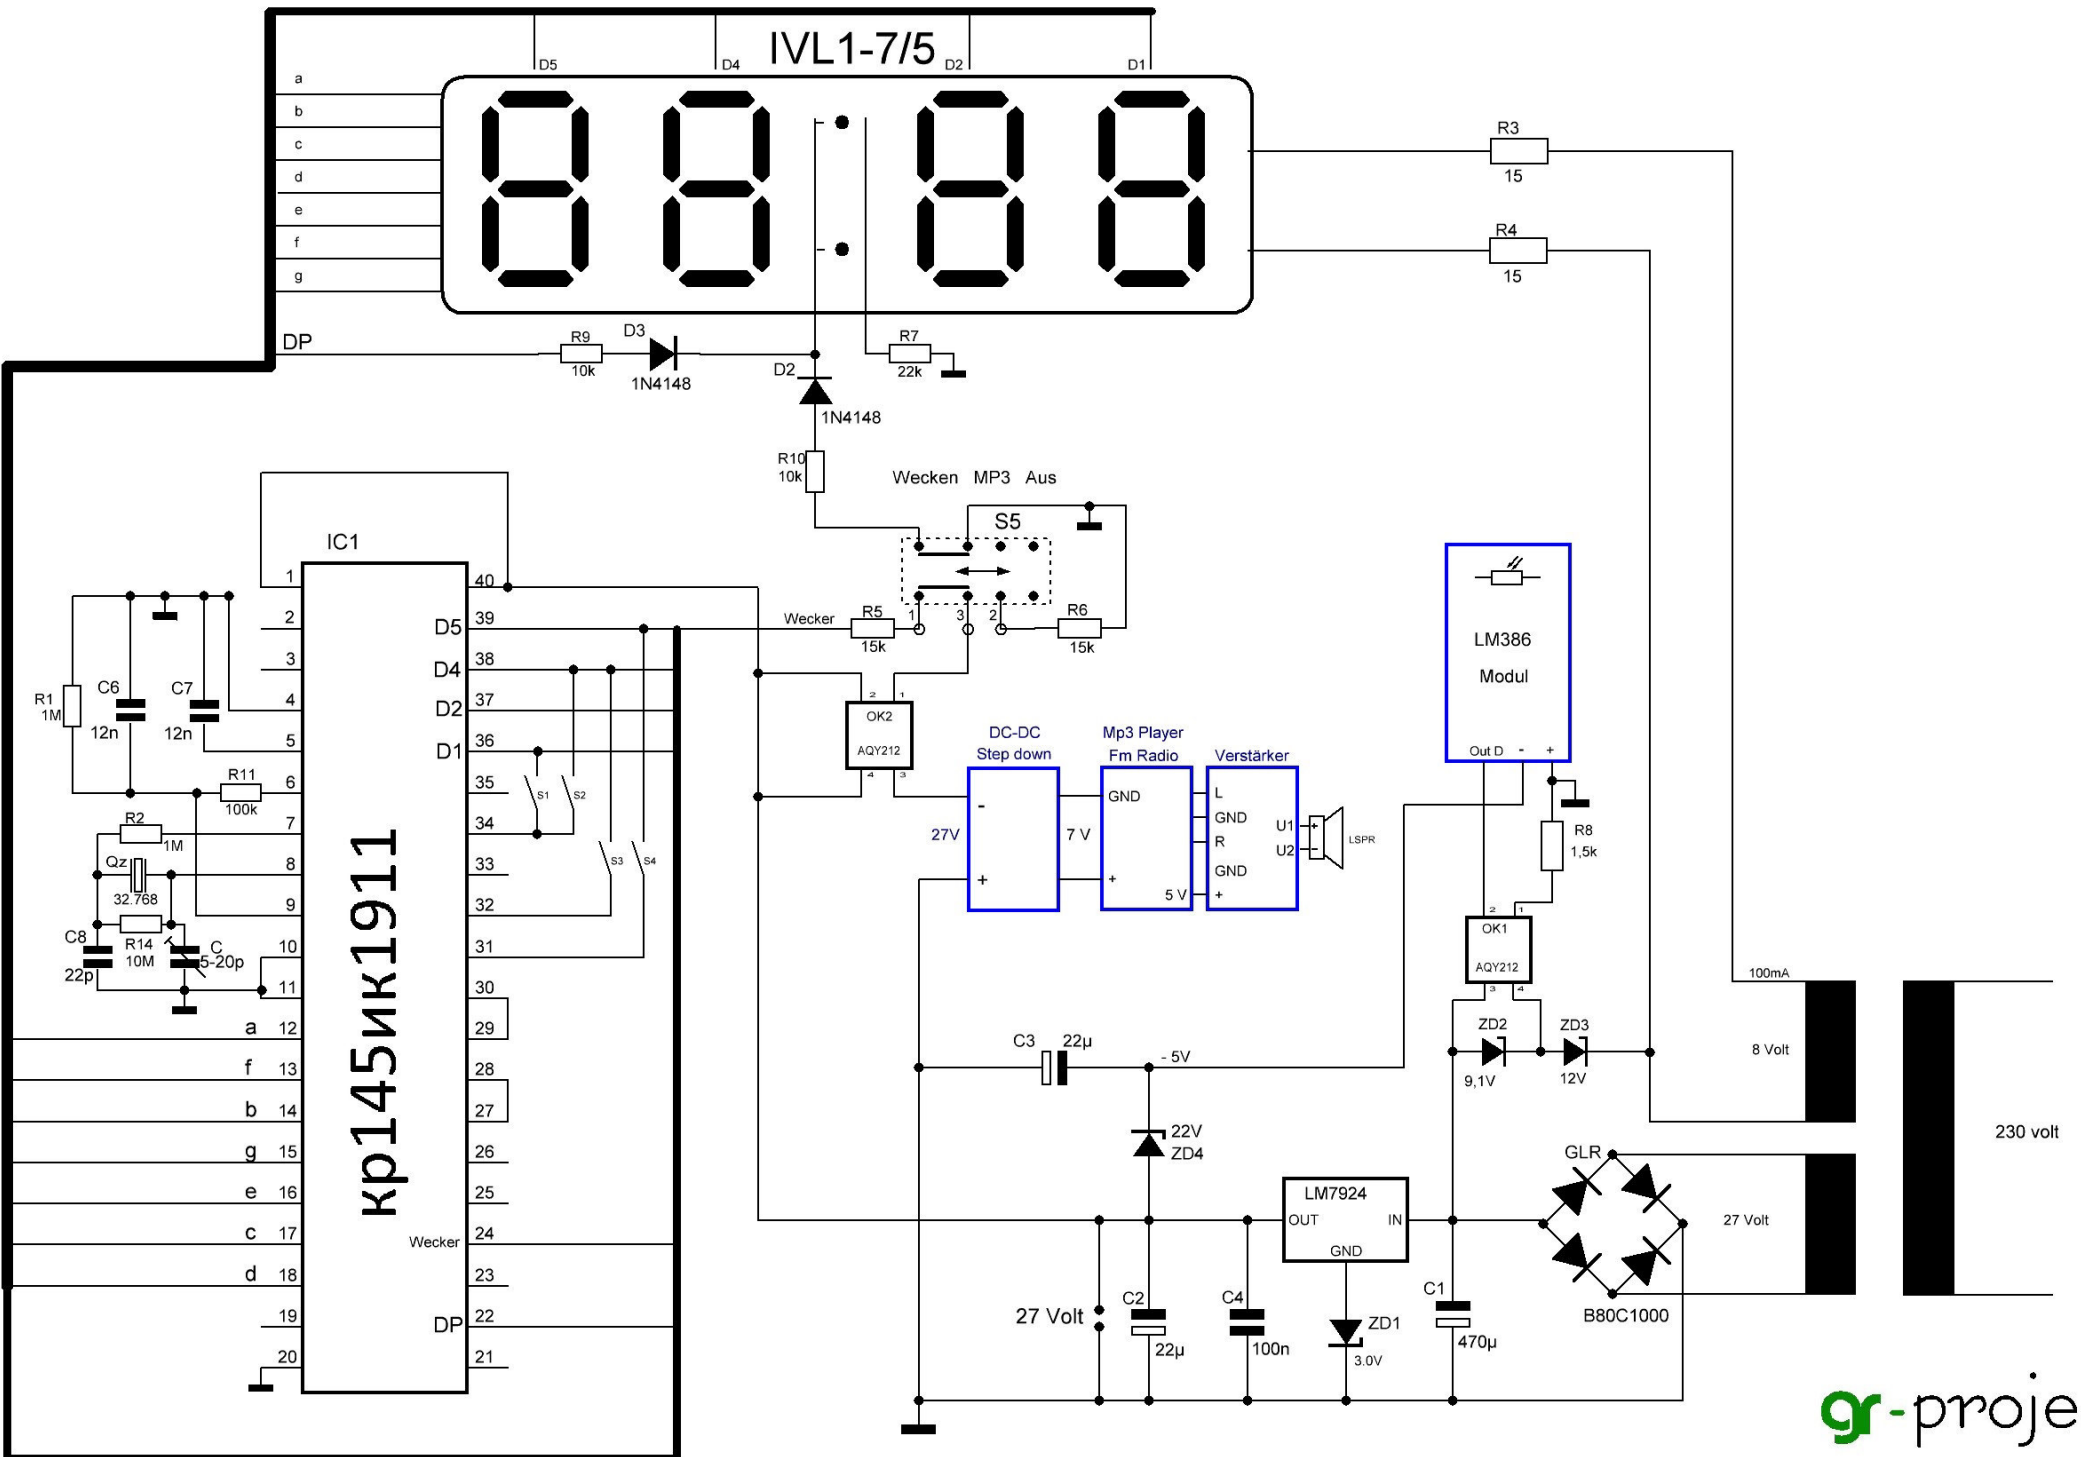 IVL1-7/5
D5
D4
D2
D1
a
b
c
d
e
f
g
R3
15
R4
15
DP
R9
10k
D3
1N4148
D2
1N4148
R7
22k
R10
10k
Wecken MP3 Aus
S5
IC1
кр145ик1911
1
2
3
4
5
6
7
8
9
10
11
a 12
f 13
b 14
g 15
e 16
c 17
d 18
19
20
40
D5 39
D4 38
D2 37
D1 36
35
34
33
32
31
30
29
28
27
26
25
Wecker 24
23
DP 22
21
R1
1M
C6
12n
C7
12n
R11
100k
R2
1M
Qz
32.768
R14
10M
C8
22p
C
5-20p
S1
S2
S3
S4
Wecker
R5
15k
1
3
2
R6
15k
2
1
OK2
AQY212
4
3
DC-DC
Step down
-
27V
+
7 V
Mp3 Player
Fm Radio
GND
+
5 V
Verstärker
L
GND
R
GND
+
U1
U2
+
-
LSPR
LM386
Modul
Out D - +
R8
1,5k
2
1
OK1
AQY212
3
4
ZD2
9,1V
ZD3
12V
100mA
8 Volt
230 volt
27 Volt
C3
22µ
- 5V
22V
ZD4
LM7924
OUT
IN
GND
GLR
B80C1000
27 Volt
C2
22µ
C4
100n
ZD1
3.0V
C1
470µ
gr-proje